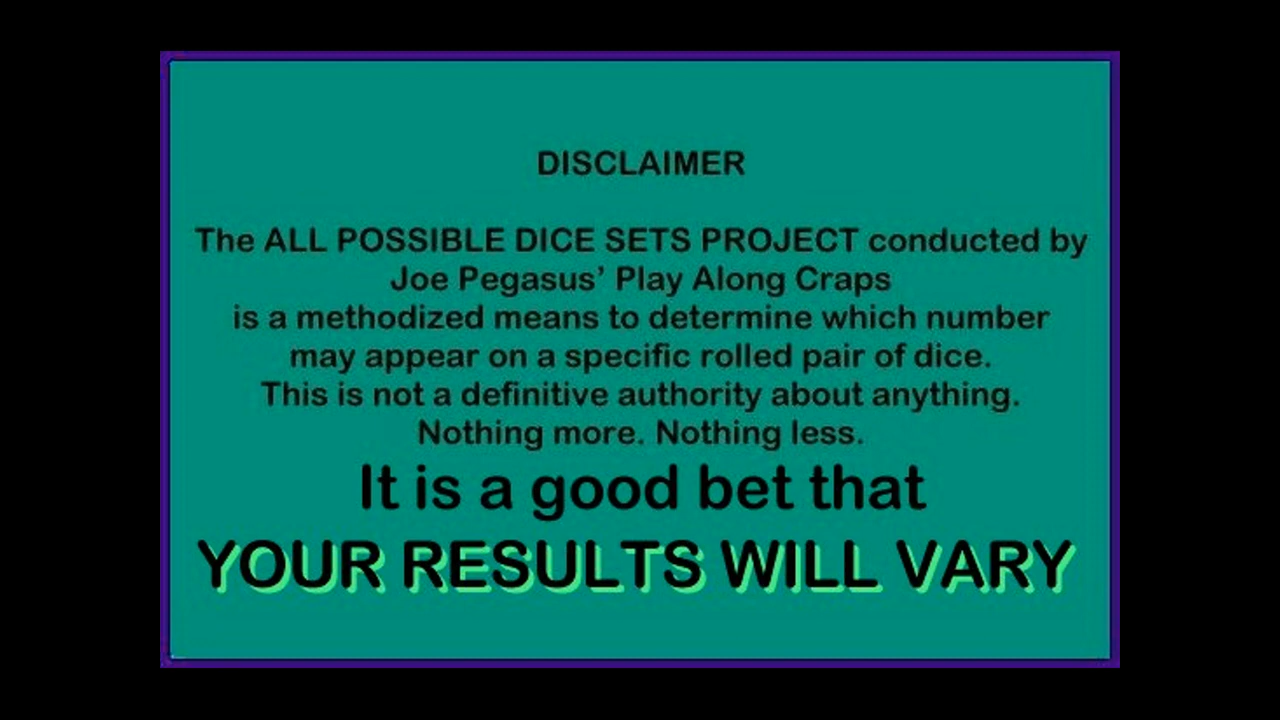 DISCLAIMER
The ALL POSSIBLE DICE SETS PROJECT conducted by
Joe Pegasus’ Play Along Craps
is a methodized means to determine which number
may appear on a specific rolled pair of dice.
This is not a definitive authority about anything.
Nothing more. Nothing less.
It is a good bet that
YOUR RESULTS WILL VARY